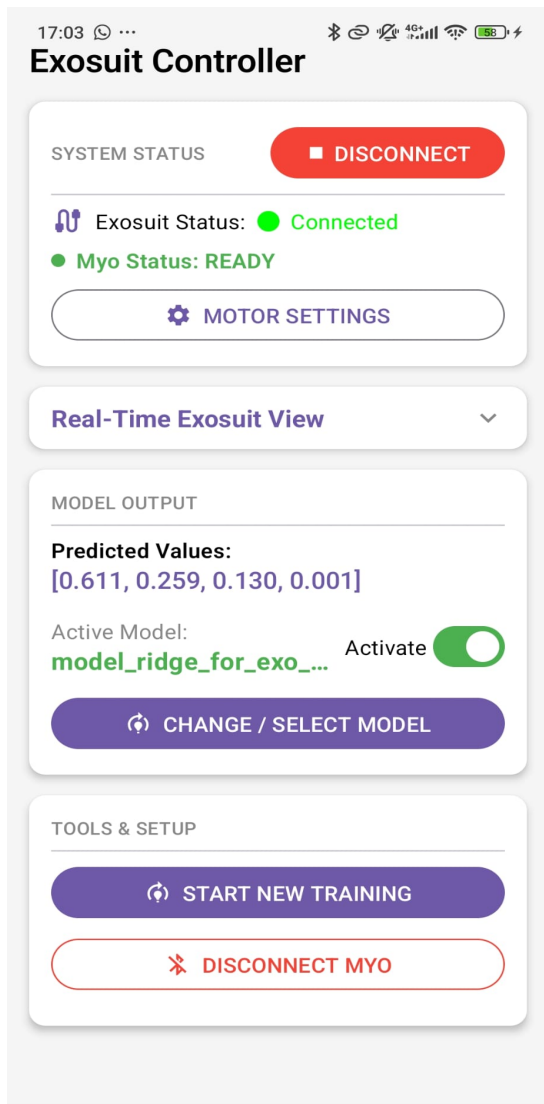 17:03 ...
4G+
58
Exosuit Controller
SYSTEM STATUS
DISCONNECT
Exosuit Status: Connected
Myo Status: READY
MOTOR SETTINGS
Real-Time Exosuit View
MODEL OUTPUT
Predicted Values:
[0.611, 0.259, 0.130, 0.001]
Active Model:
Activate
model_ridge_for_exo_...
CHANGE / SELECT MODEL
TOOLS & SETUP
START NEW TRAINING
DISCONNECT MYO